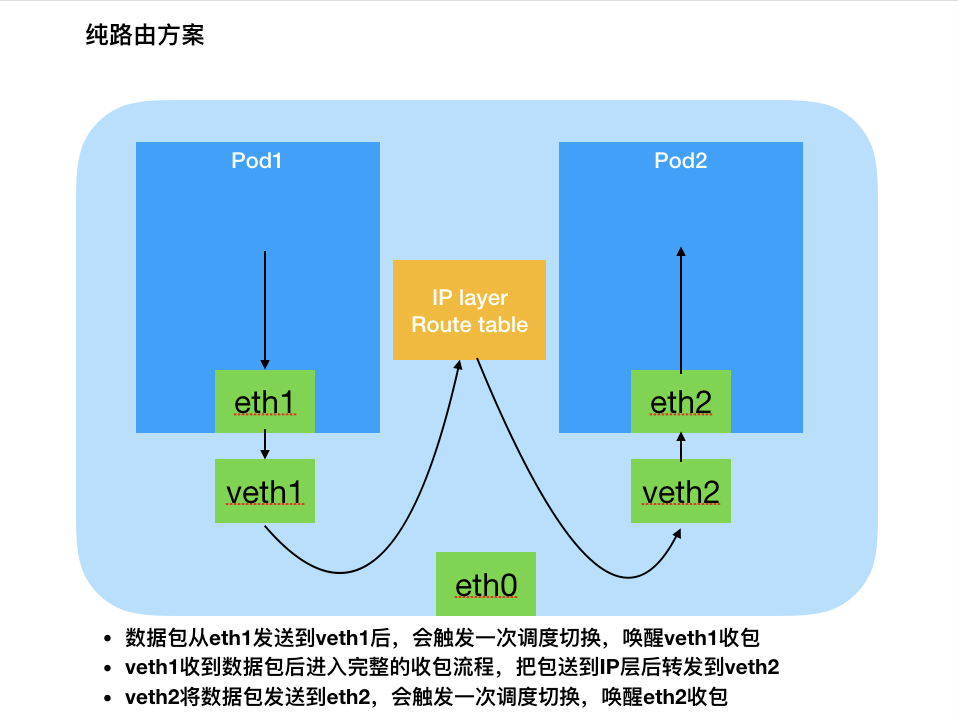 纯路由方案
Pod1
Pod2
IP layer
Route table
eth1
eth2
veth1
veth2
eth0
• 数据包从eth1发送到veth1后，会触发一次调度切换，唤醒veth1收包
• veth1收到数据包后进入完整的收包流程，把包送到IP层后转发到veth2
• veth2将数据包发送到eth2，会触发一次调度切换，唤醒eth2收包